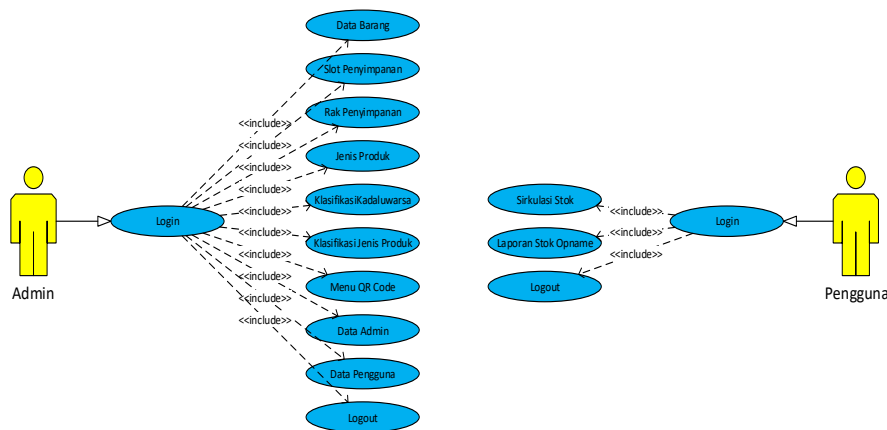 Data Barang
Slot Penyimpanan
Rak Penyimpanan
Jenis Produk
KlasifikasiKadaluwarsa
Klasifikasi Jenis Produk
Menu QR Code
Data Admin
Data Pengguna
Logout
<<include>>
<<include>>
<<include>>
<<include>>
<<include>>
<<include>>
<<include>>
<<include>>
<<include>>
<<include>>
Login
Admin
Sirkulasi Stok
Laporan Stok Opname
Logout
<<include>>
<<include>>
<<include>>
Login
Pengguna